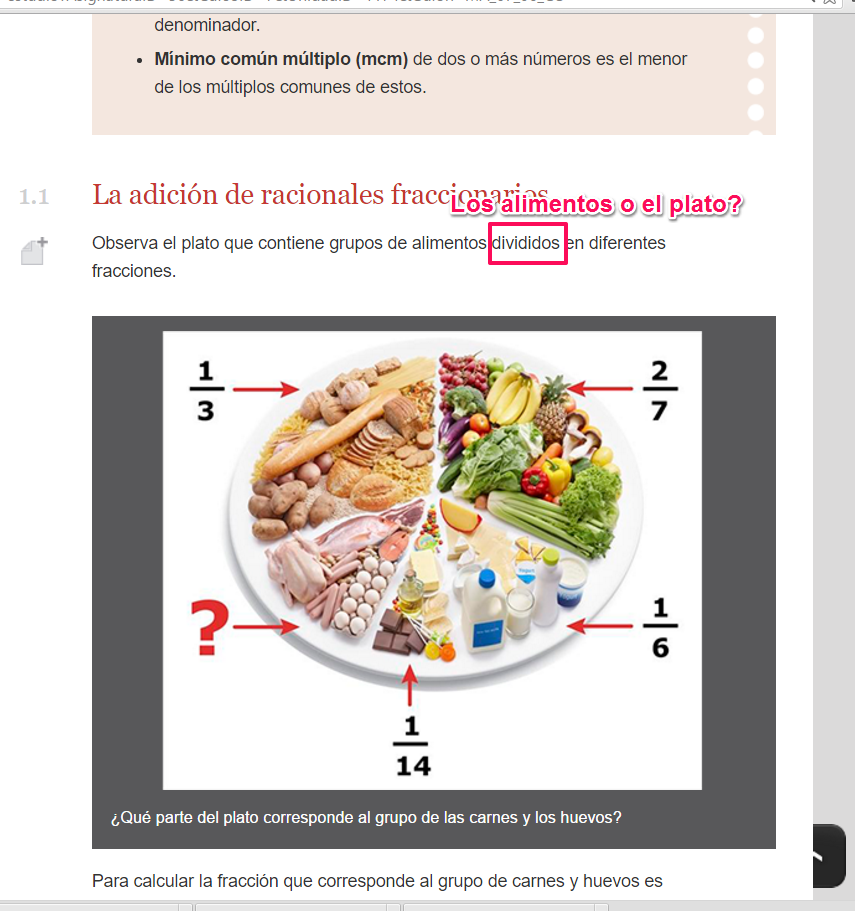 denominador.
• Mínimo común múltiplo (mcm) de dos o más números es el menor
de los múltiplos comunes de estos.
1.1 La adición de racionales fraccionarios
Los alimentos o el plato?
Observa el plato que contiene grupos de alimentos divididos en diferentes
fracciones.
1/3
2/7
?
1/6
1/14
¿Qué parte del plato corresponde al grupo de las carnes y los huevos?
Para calcular la fracción que corresponde al grupo de carnes y huevos es